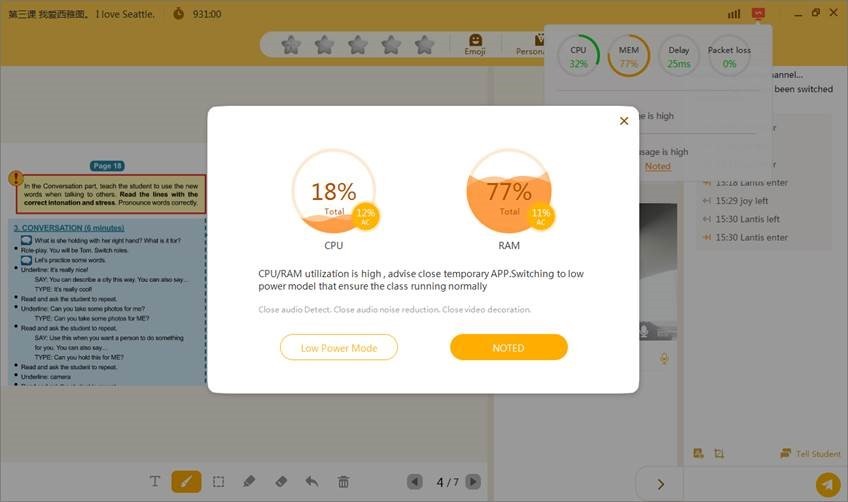 第三课 我爱西雅图。 I love Seattle.
931:00
Emoji
Persona
CPU
32%
MEM
77%
Delay
25ms
Packet loss
0%
annel...
been switched
ge is high
usage is high
Noted
15:18 Lantis enter
15:29 joy left
15:30 Lantis left
15:30 Lantis enter
18%
Total
12%
AC
CPU
77%
Total
11%
AC
RAM
CPU/RAM utilization is high , advise close temporary APP.Switching to low
power model that ensure the class running normally
Close audio Detect. Close audio noise reduction. Close video decoration.
Low Power Mode
NOTED
Page 18
In the Conversation part, teach the student to use the new
words when talking to others. Read the lines with the
correct intonation and stress. Pronounce words correctly.
3. CONVERSATION (6 minutes)
What is she holding with her right hand? What is it for?
Role-play. You will be Tom. Switch roles.
Let's practice some words.
Underline: It's really nice!
SAY: You can describe a city this way. You can also say...
TYPE: It's really cool!
Read and ask the student to repeat.
Underline: Can you take some photos for me?
TYPE: Can you take some photos for ME?
Read and ask the student to repeat.
SAY: Use this when you want a person to do something
for you. You can also say...
TYPE: Can you hold this for ME?
Read and ask the student to repeat.
Underline: camera
4 / 7
Tell Student